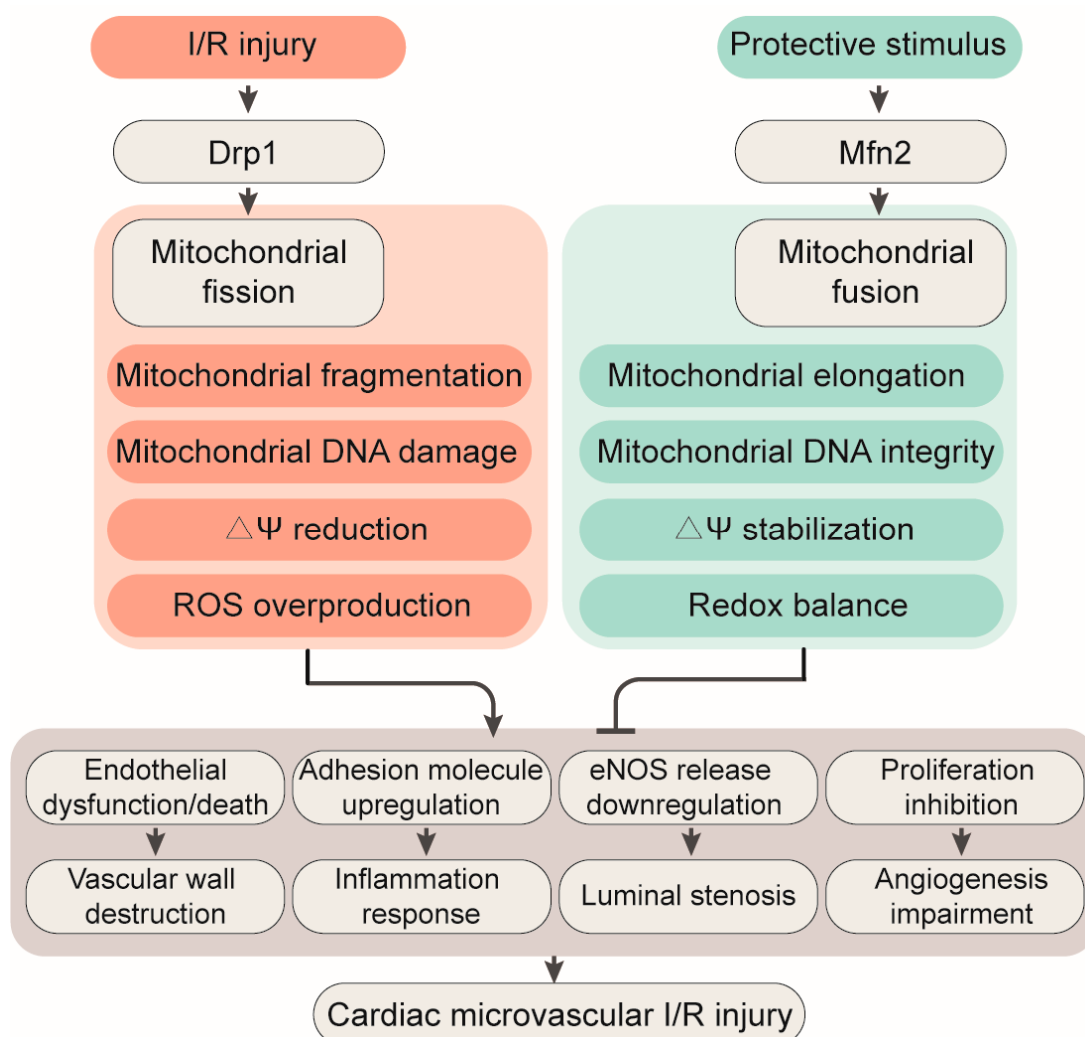 I/R injury
Protective stimulus
Drp1
Mfn2
Mitochondrial
fission
Mitochondrial
fusion
Mitochondrial fragmentation
Mitochondrial elongation
Mitochondrial DNA damage
Mitochondrial DNA integrity
△Ψ reduction
△Ψ stabilization
ROS overproduction
Redox balance
Endothelial
dysfunction/death
Adhesion molecule
upregulation
eNOS release
downregulation
Proliferation
inhibition
Vascular wall
destruction
Inflammation
response
Luminal stenosis
Angiogenesis
impairment
Cardiac microvascular I/R injury